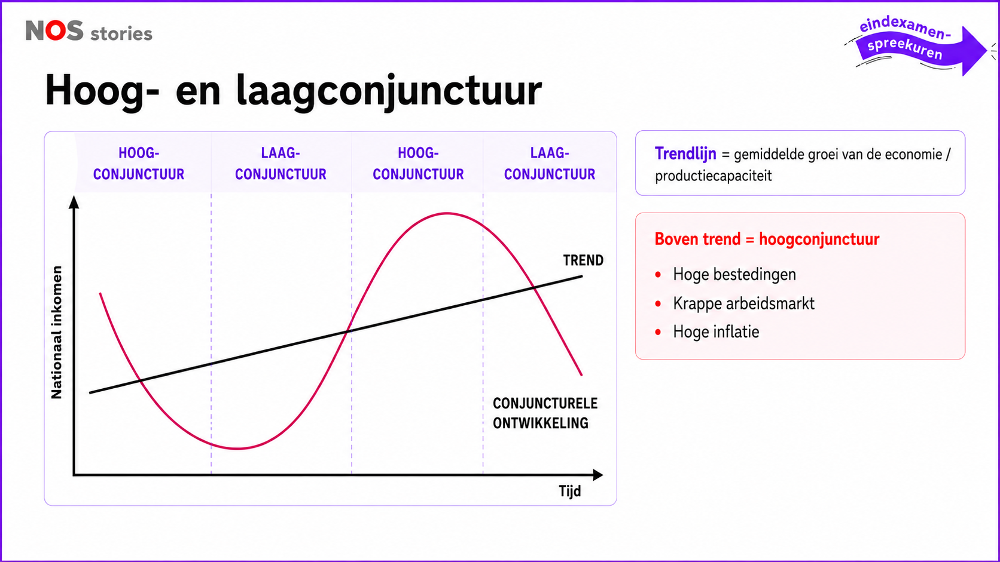 NOS stories
eindexamen-
spreekuren
Hoog- en laagconjunctuur
HOOG-
CONJUNCTUUR
LAAG-
CONJUNCTUUR
HOOG-
CONJUNCTUUR
LAAG-
CONJUNCTUUR
Nationaal inkomen
TREND
CONJUNCTURELE
ONTWIKKELING
Tijd
Trendlijn = gemiddelde groei van de economie /
productiecapaciteit
Boven trend = hoogconjunctuur
• Hoge bestedingen
• Krappe arbeidsmarkt
• Hoge inflatie